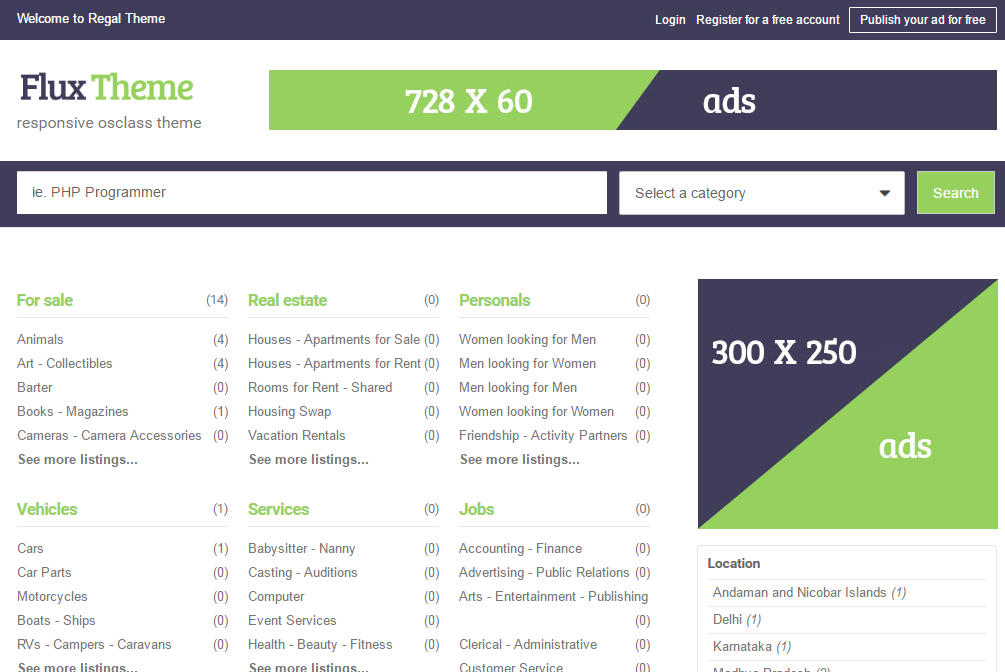 Welcome to Regal Theme
Login Register for a free account Publish your ad for free
Flux Theme
responsive osclass theme
728 X 60 ads
ie. PHP Programmer
Select a category
Search
For sale (14)
Animals (4)
Art - Collectibles (4)
Barter (0)
Books - Magazines (1)
Cameras - Camera Accessories (0)
See more listings...
Real estate (0)
Houses - Apartments for Sale (0)
Houses - Apartments for Rent (0)
Rooms for Rent - Shared (0)
Housing Swap (0)
Vacation Rentals (0)
See more listings...
Personals (0)
Women looking for Men (0)
Men looking for Women (0)
Men looking for Men (0)
Women looking for Women (0)
Friendship - Activity Partners (0)
See more listings...
Vehicles (1)
Cars (1)
Car Parts (0)
Motorcycles (0)
Boats - Ships (0)
RVs - Campers - Caravans (0)
See more listings...
Services (0)
Babysitter - Nanny (0)
Casting - Auditions (0)
Computer (0)
Event Services (0)
Health - Beauty - Fitness (0)
See more listings...
Jobs (0)
Accounting - Finance (0)
Advertising - Public Relations (0)
Arts - Entertainment - Publishing
(0)
Clerical - Administrative (0)
Customer Service (0)
300 X 250
ads
Location
Andaman and Nicobar Islands (1)
Delhi (1)
Karnataka (1)
Madhya Pradesh (2)